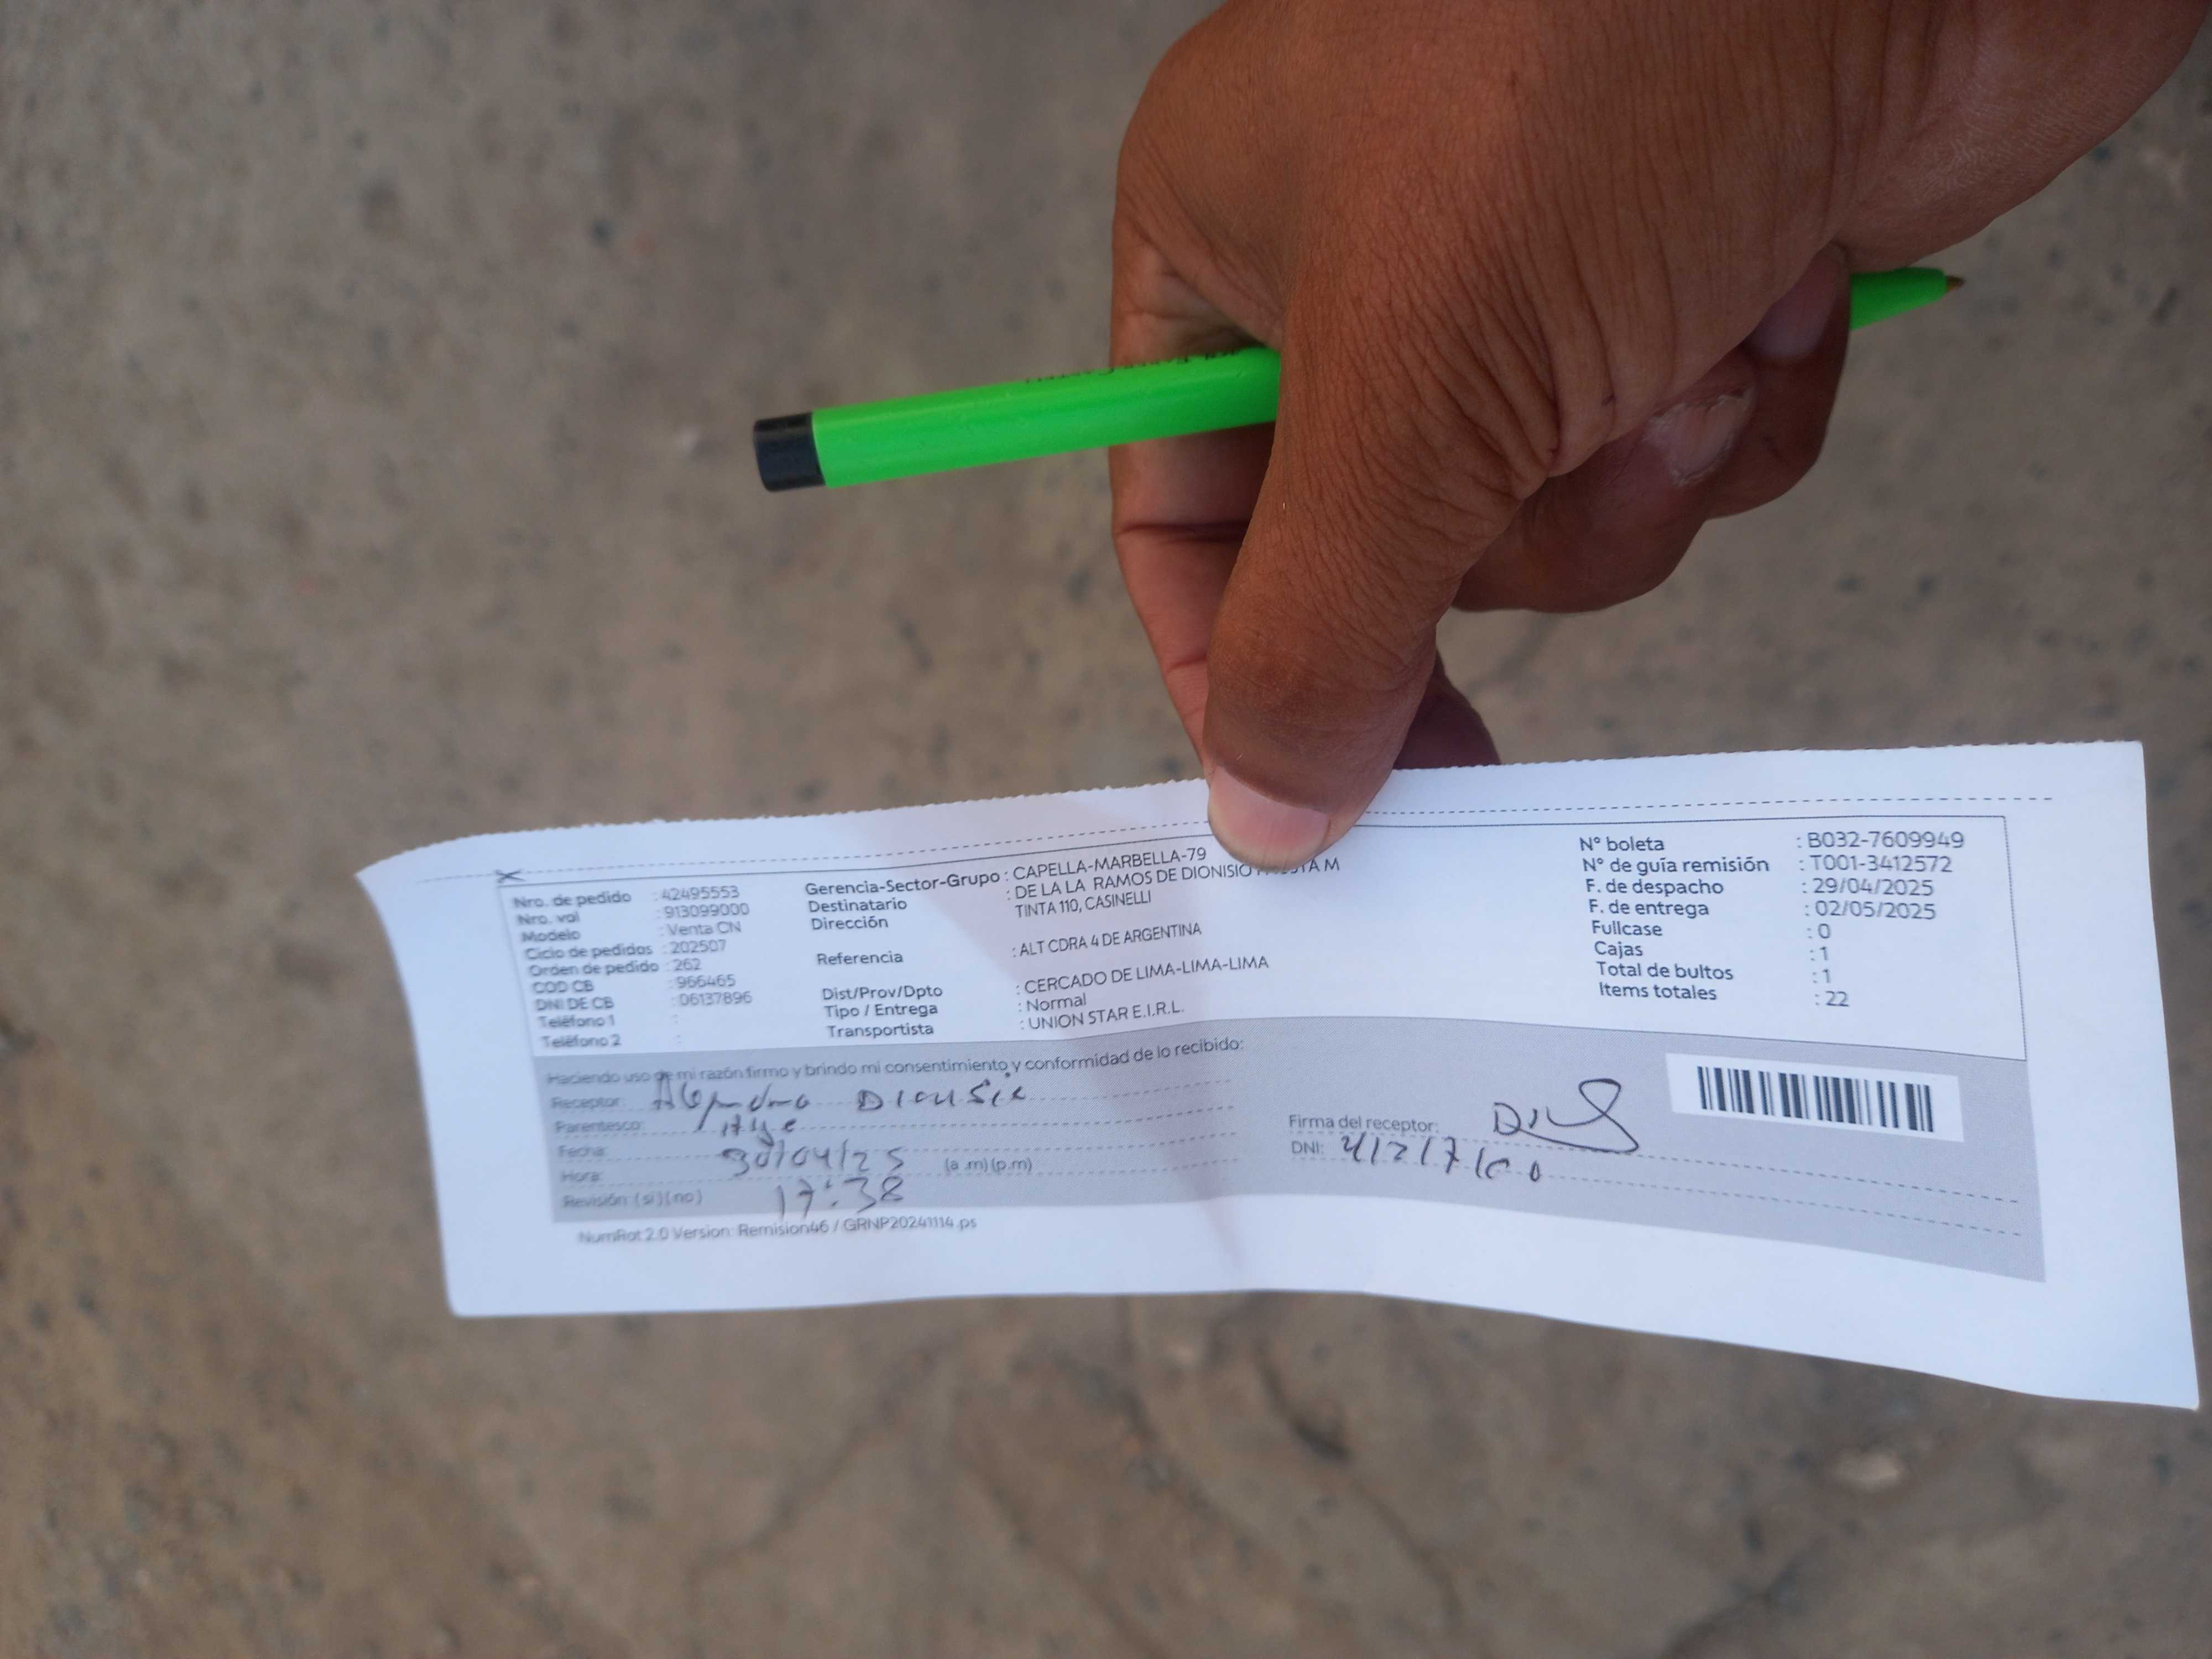 Nro. de pedido : 42495553
Nro. val : 913099000
Modelo : Venta CN
Ciclo de pedidos : 202507
Orden de pedido : 262
COD CB : 966465
DNI DE CB : 06137896
Teléfono 1 :
Teléfono 2 :
Gerencia-Sector-Grupo : CAPELLA-MARBELLA-79
Destinatario : DE LA LA RAMOS DE DIONISIO M
Dirección TINTA 110, CASINELLI
Referencia : ALT CDRA 4 DE ARGENTINA
Dist/Prov/Dpto : CERCADO DE LIMA-LIMA-LIMA
Tipo / Entrega : Normal
Transportista : UNION STAR E.I.R.L.
N° boleta : B032-7609949
N° de guía remisión : T001-3412572
F. de despacho : 29/04/2025
F. de entrega : 02/05/2025
Fullcase : 0
Cajas : 1
Total de bultos : 1
Items totales : 22
Haciendo uso de mi razón firmo y brindo mi consentimiento y conformidad de lo recibido:
Receptor:
Parentesco:
Fecha: 30/04/25
Hora: 17:38 (a.m) (p.m)
Revisión: (si) (no)
Firma del receptor:
DNI:
NumRot 2.0 Version: Remision46 / GRNP20241114.ps